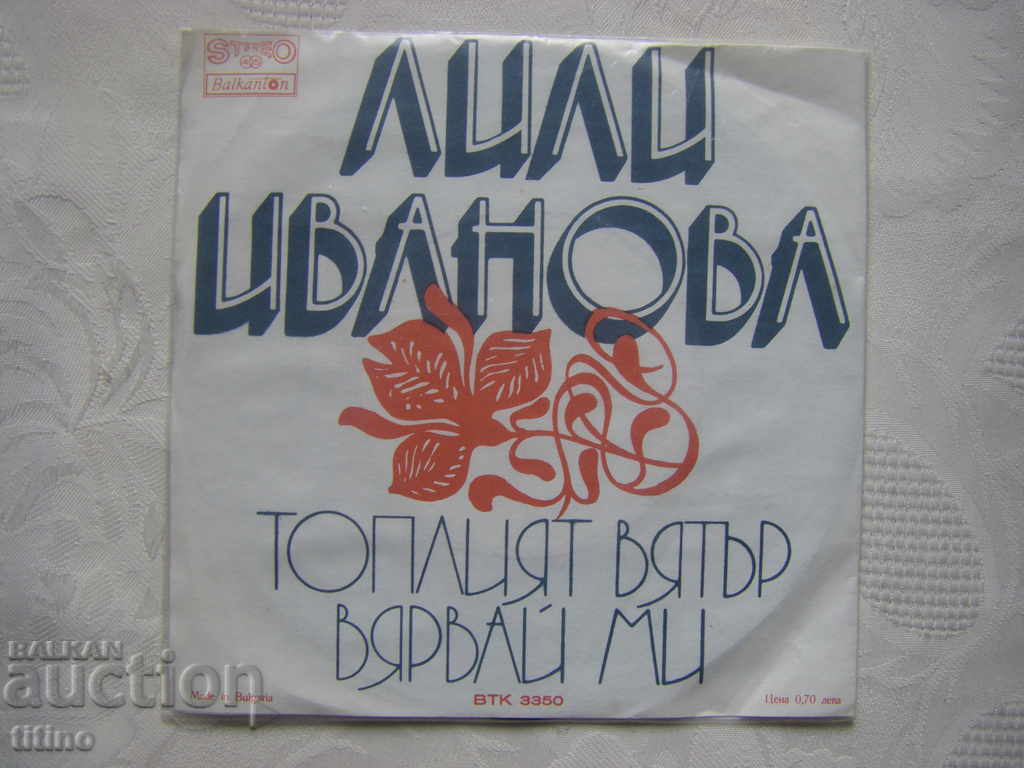 STEREO
Balkanton
ЛИЛИ
ИВАНОВА
ТОПЛИЯТ ВЯТЪР
ВЯРВАЙ МИ
Made in Bulgaria
ВТК 3350
Цена 0,70 лева
BALKAN
auction
titino